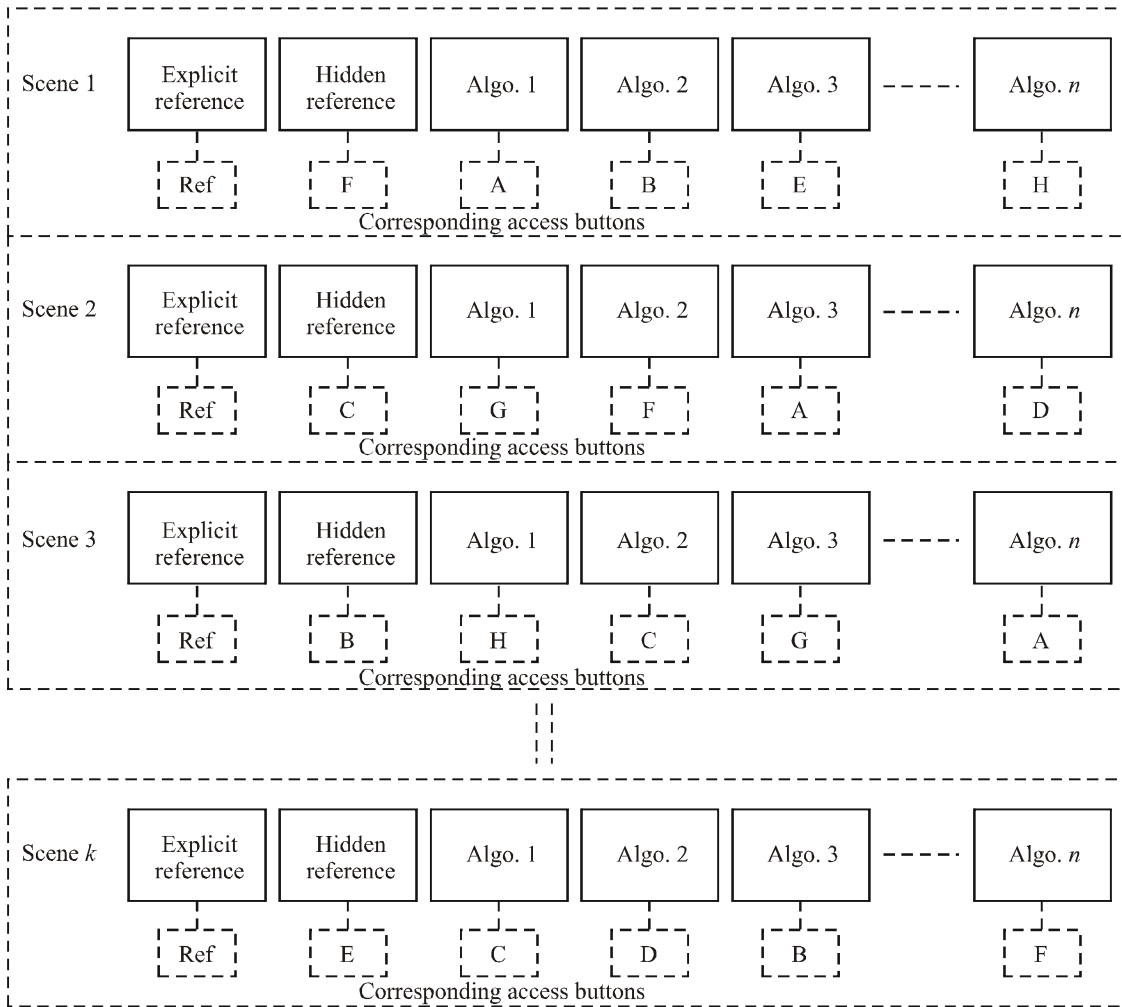 Scene 1
Explicit
reference
Hidden
reference
Algo. 1
Algo. 2
Algo. 3
Algo. n
Ref
F
A
B
E
H
Corresponding access buttons
Scene 2
Explicit
reference
Hidden
reference
Algo. 1
Algo. 2
Algo. 3
Algo. n
Ref
C
G
F
A
D
Corresponding access buttons
Scene 3
Explicit
reference
Hidden
reference
Algo. 1
Algo. 2
Algo. 3
Algo. n
Ref
B
H
C
G
A
Corresponding access buttons
Scene k
Explicit
reference
Hidden
reference
Algo. 1
Algo. 2
Algo. 3
Algo. n
Ref
E
C
D
B
F
Corresponding access buttons